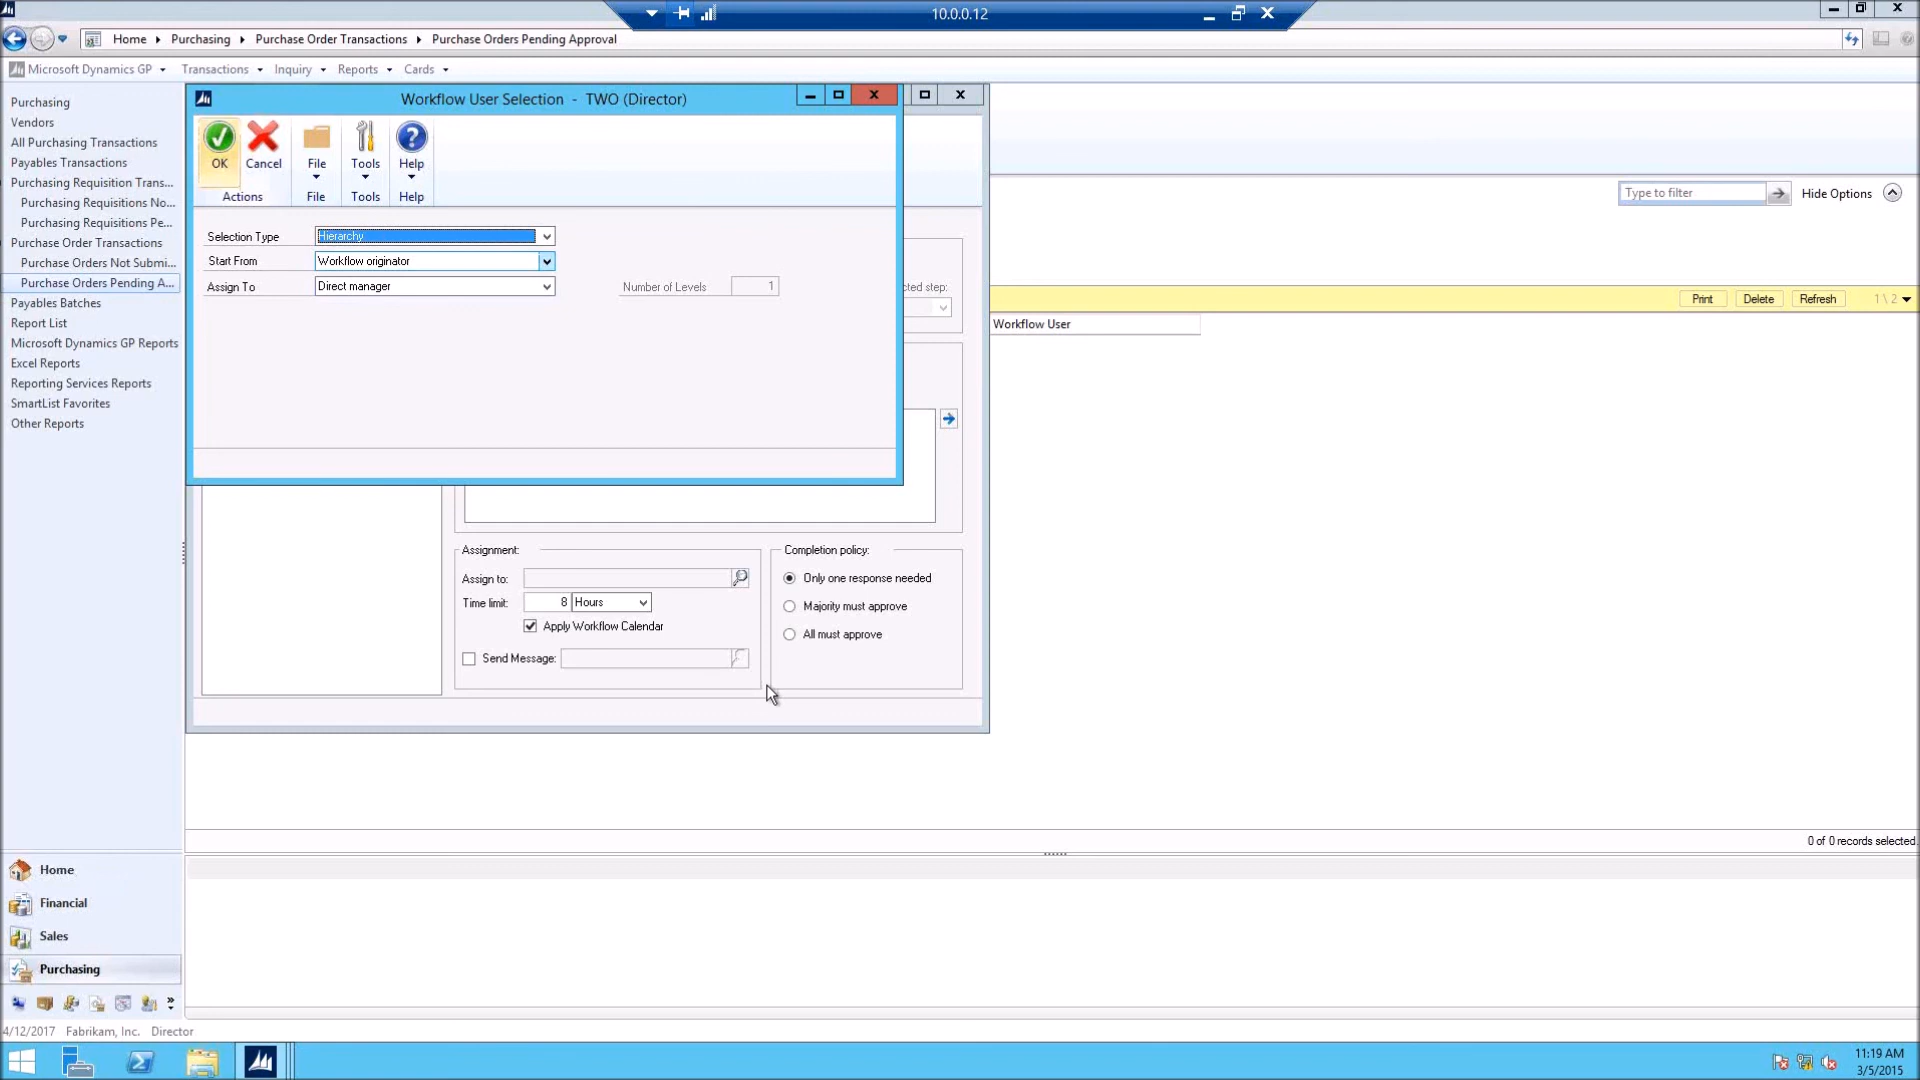 10.0.0.12
Home Purchasing Purchase Order Transactions Purchase Orders Pending Approval
Microsoft Dynamics GP Transactions Inquiry Reports Cards
Purchasing
Vendors
All Purchasing Transactions
Payables Transactions
Purchasing Requisition Trans...
Purchasing Requisitions No...
Purchasing Requisitions Pe...
Purchase Order Transactions
Purchase Orders Not Submi...
Purchase Orders Pending A...
Payables Batches
Report List
Microsoft Dynamics GP Reports
Excel Reports
Reporting Services Reports
SmartList Favorites
Other Reports
Workflow User Selection - TWO (Director)
OK Cancel File Tools Help
Actions File Tools Help
Selection Type Hierarchy
Start From Workflow originator
Assign To Direct manager Number of Levels 1
cted step:
Type to filter Hide Options
Print Delete Refresh 1 \ 2
Workflow User
Assignment:
Assign to:
Time limit: 8 Hours
Apply Workflow Calendar
Send Message:
Completion policy:
Only one response needed
Majority must approve
All must approve
0 of 0 records selected.
Home
Financial
Sales
Purchasing
4/12/2017 Fabrikam, Inc. Director
11:19 AM
3/5/2015